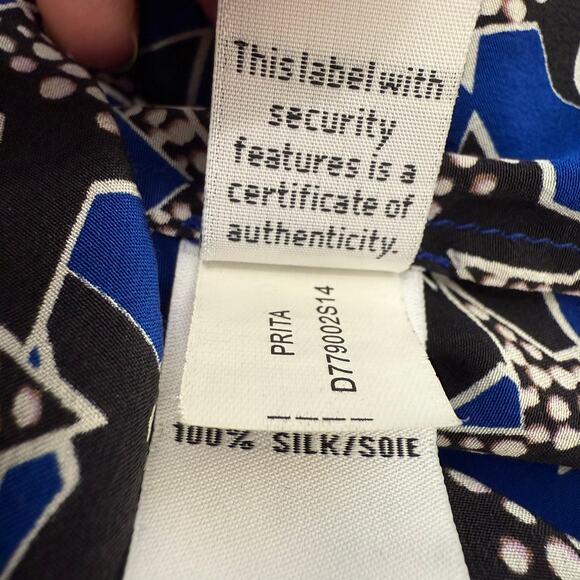 This label with
security
features is a
certificate of
authenticity.
PRITA
D779002S14
100% SILK/SOIE